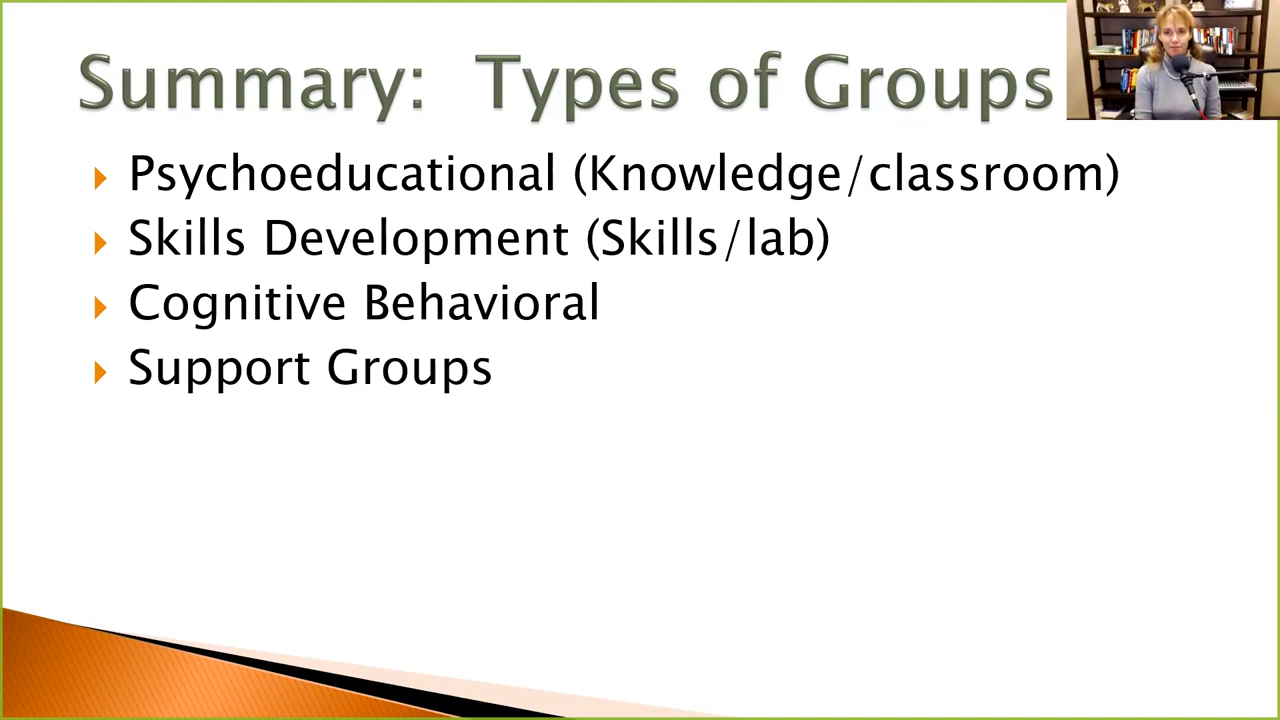 Summary: Types of Groups
Psychoeducational (Knowledge/classroom)
Skills Development (Skills/lab)
Cognitive Behavioral
Support Groups